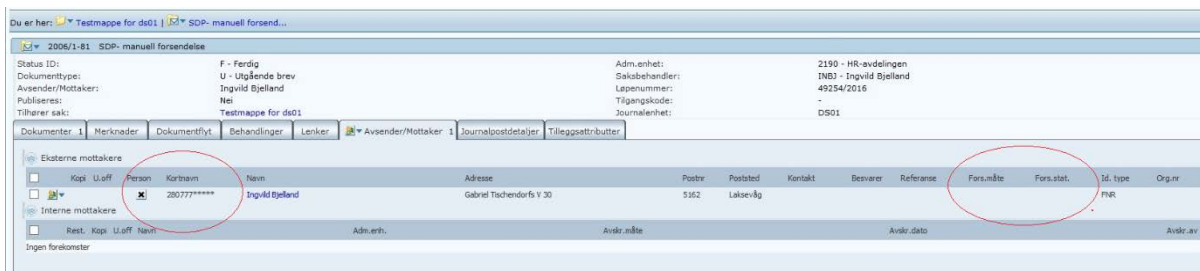 Du er her: Testmappe for ds01 | SDP- manuell forsend...
2006/1-81 SDP- manuell forsendelse
Status ID: F - Ferdig Adm.enhet: 2190 - HR-avdelingen
Dokumenttype: U - Utgående brev Saksbehandler: INBJ - Ingvild Bjelland
Avsender/Mottaker: Ingvild Bjelland Løpenummer: 49254/2016
Publiseres: Nei Tilgangskode: -
Tilhører sak: Testmappe for ds01 Journalenhet: DS01
Dokumenter 1 Merknader Dokumentflyt Behandlinger Lenker Avsender/Mottaker 1 Journalpostdetaljer Tilleggsattributter
Eksterne mottakere
Kopi U.off Person Kortnavn Navn Adresse Postnr Poststed Kontakt Besvarer Referanse Fors.måte Fors.stat. Id. type Org.nr
280777***** Ingvild Bjelland Gabriel Tischendorfs V 30 5162 Laksevåg FNR
Interne mottakere
Rest. Kopi U.off Navn Adm.enh. Avskr.måte Avskr.dato Avskr.av
Ingen forekomster